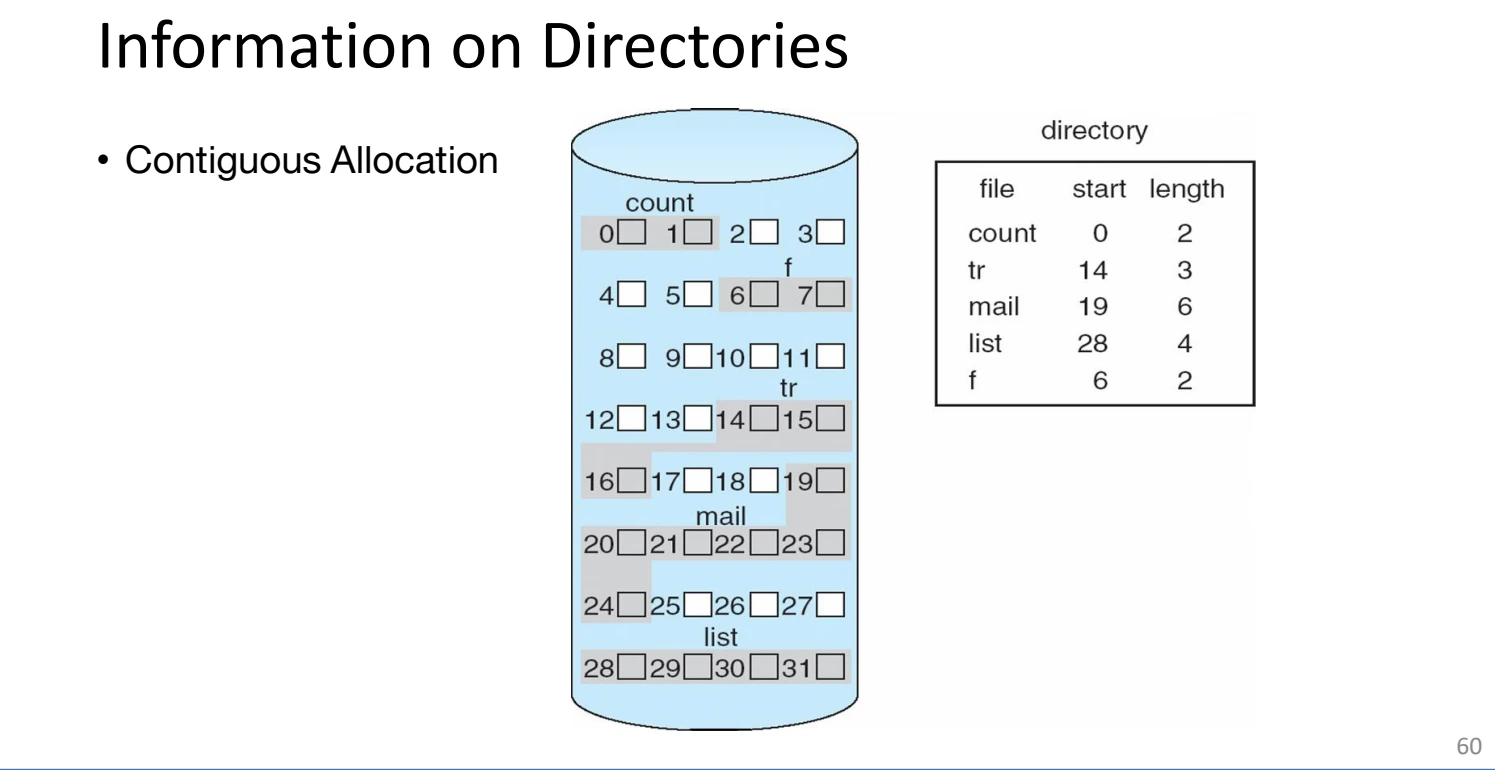 Information on Directories
• Contiguous Allocation
count
0 1 2 3
f
4 5 6 7
8 9 10 11
tr
12 13 14 15
16 17 18 19
mail
20 21 22 23
24 25 26 27
list
28 29 30 31
directory
file start length
count 0 2
tr 14 3
mail 19 6
list 28 4
f 6 2
60